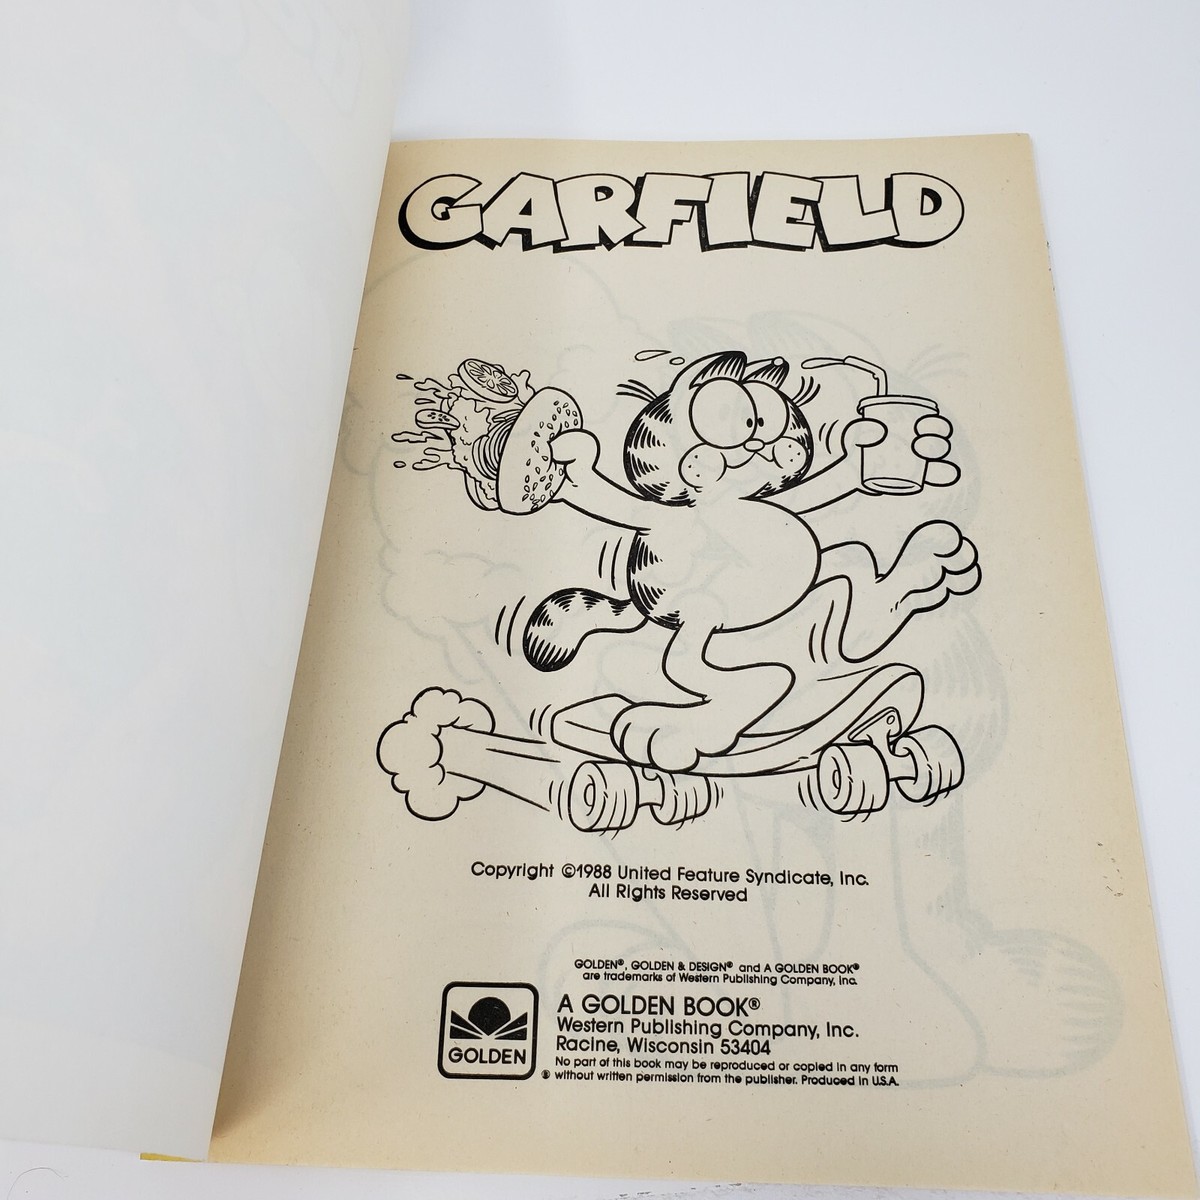 GARFIELD
Copyright ©1988 United Feature Syndicate, Inc.
All Rights Reserved
GOLDEN®, GOLDEN & DESIGN® and A GOLDEN BOOK®
are trademarks of Western Publishing Company, Inc.
A GOLDEN BOOK®
Western Publishing Company, Inc.
Racine, Wisconsin 53404
No part of this book may be reproduced or copied in any form
® without written permission from the publisher. Produced in U.S.A.
GOLDEN